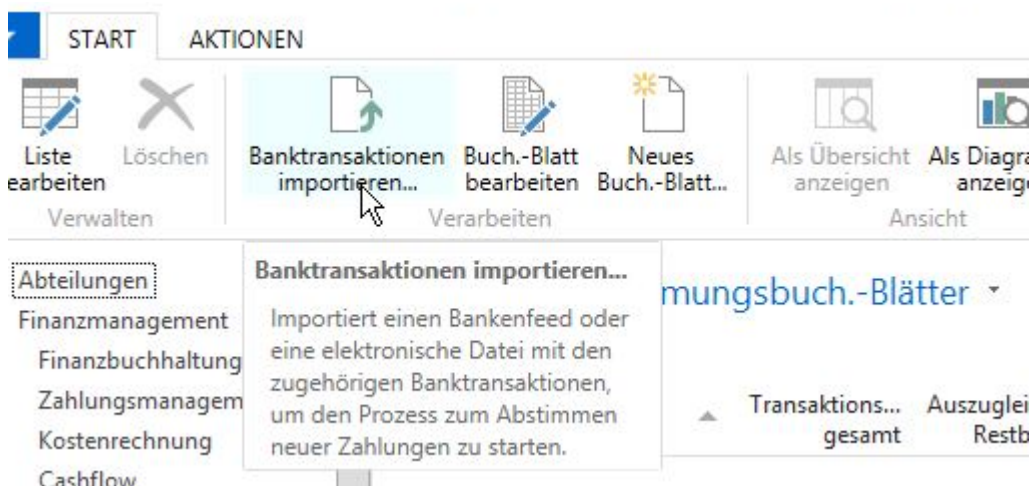 START AKTIONEN
Liste Löschen Banktransaktionen Buch.-Blatt Neues Als Übersicht Als Diagra
earbeiten importieren... bearbeiten Buch.-Blatt... anzeigen anzeig
Verwalten Verarbeiten Ansicht
Abteilungen
Finanzmanagement
Finanzbuchhaltung
Zahlungsmanagem
Kostenrechnung
Cashflow
Banktransaktionen importieren...
Importiert einen Bankenfeed oder
eine elektronische Datei mit den
zugehörigen Banktransaktionen,
um den Prozess zum Abstimmen
neuer Zahlungen zu starten.
mungsbuch.-Blätter
Transaktions... Auszuglei
gesamt Restb